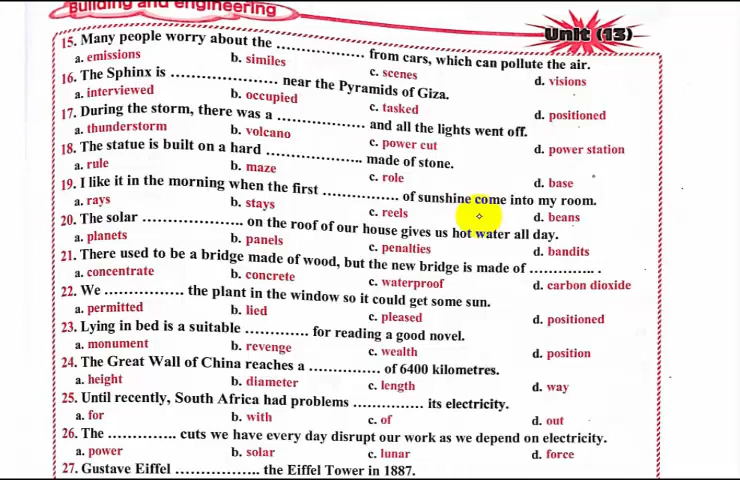 Building and engineering
Unit (13)
15. Many people worry about the .................... from cars, which can pollute the air.
a. emissions b. similes c. scenes d. visions
16. The Sphinx is .................... near the Pyramids of Giza.
a. interviewed b. occupied c. tasked d. positioned
17. During the storm, there was a .................... and all the lights went off.
a. thunderstorm b. volcano c. power cut d. power station
18. The statue is built on a hard .................... made of stone.
a. rule b. maze c. role d. base
19. I like it in the morning when the first ................ of sunshine come into my room.
a. rays b. stays c. reels d. beans
20. The solar .................... on the roof of our house gives us hot water all day.
a. planets b. panels c. penalties d. bandits
21. There used to be a bridge made of wood, but the new bridge is made of ............. .
a. concentrate b. concrete c. waterproof d. carbon dioxide
22. We ................ the plant in the window so it could get some sun.
a. permitted b. lied c. pleased d. positioned
23. Lying in bed is a suitable ............. for reading a good novel.
a. monument b. revenge c. wealth d. position
24. The Great Wall of China reaches a ............... of 6400 kilometres.
a. height b. diameter c. length d. way
25. Until recently, South Africa had problems ............... its electricity.
a. for b. with c. of d. out
26. The .............. cuts we have every day disrupt our work as we depend on electricity.
a. power b. solar c. lunar d. force
27. Gustave Eiffel ................. the Eiffel Tower in 1887.